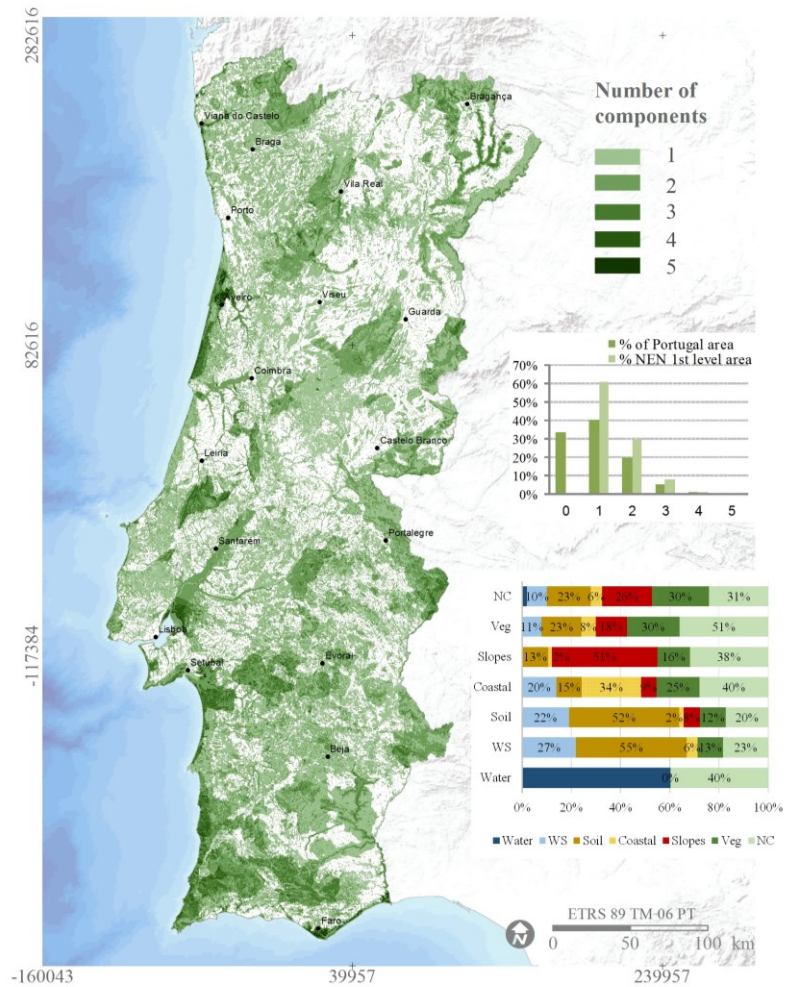 282616
82616
-117384
-160043
39957
239957
Viana do Castelo
Braga
Bragança
Vila Real
Porto
Aveiro
Viseu
Guarda
Coimbra
Castelo Branco
Leiria
Portalegre
Santarém
Lisboa
Setúbal
Évora
Beja
Faro
Number of
components
1
2
3
4
5
% of Portugal area
% NEN 1st level area
70%
60%
50%
40%
30%
20%
10%
0%
0 1 2 3 4 5
NC 10% 23% 6% 26% 30% 31%
Veg 11% 23% 8% 18% 30% 51%
Slopes 13% 2% 51% 16% 38%
Coastal 20% 15% 34% 25% 40%
Soil 22% 52% 2% 12% 20%
WS 27% 55% 6% 13% 23%
Water 0% 40%
0% 20% 40% 60% 80% 100%
Water WS Soil Coastal Slopes Veg NC
ETRS 89 TM-06 PT
N
0 50 100 km